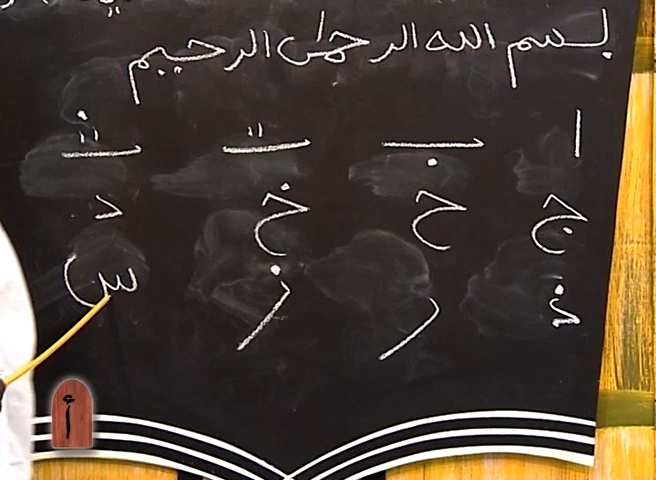 بسم الله الرحمن الرحيم
ا ب ت ث
ج ح خ د
ذ ر ز س
أ